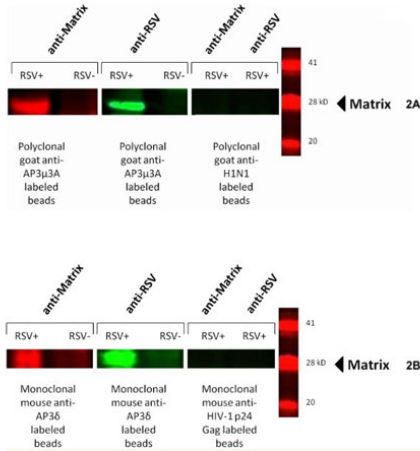 anti-Matrix anti-RSV anti-Matrix anti-RSV
RSV+ RSV- RSV+ RSV- RSV+ RSV+
41
28 kD
20
Matrix 2A
Polyclonal
goat anti-
AP3μ3A
labeled
beads
Polyclonal
goat anti-
AP3μ3A
labeled
beads
Polyclonal
goat anti-
H1N1
labeled
beads
anti-Matrix anti-RSV anti-Matrix anti-RSV
RSV+ RSV- RSV+ RSV- RSV+ RSV+
41
28 kD
20
Matrix 2B
Monoclonal
mouse anti-
AP3δ
labeled
beads
Monoclonal
mouse anti-
AP3δ
labeled
beads
Monoclonal
mouse anti-
HIV-1 p24
Gag labeled
beads